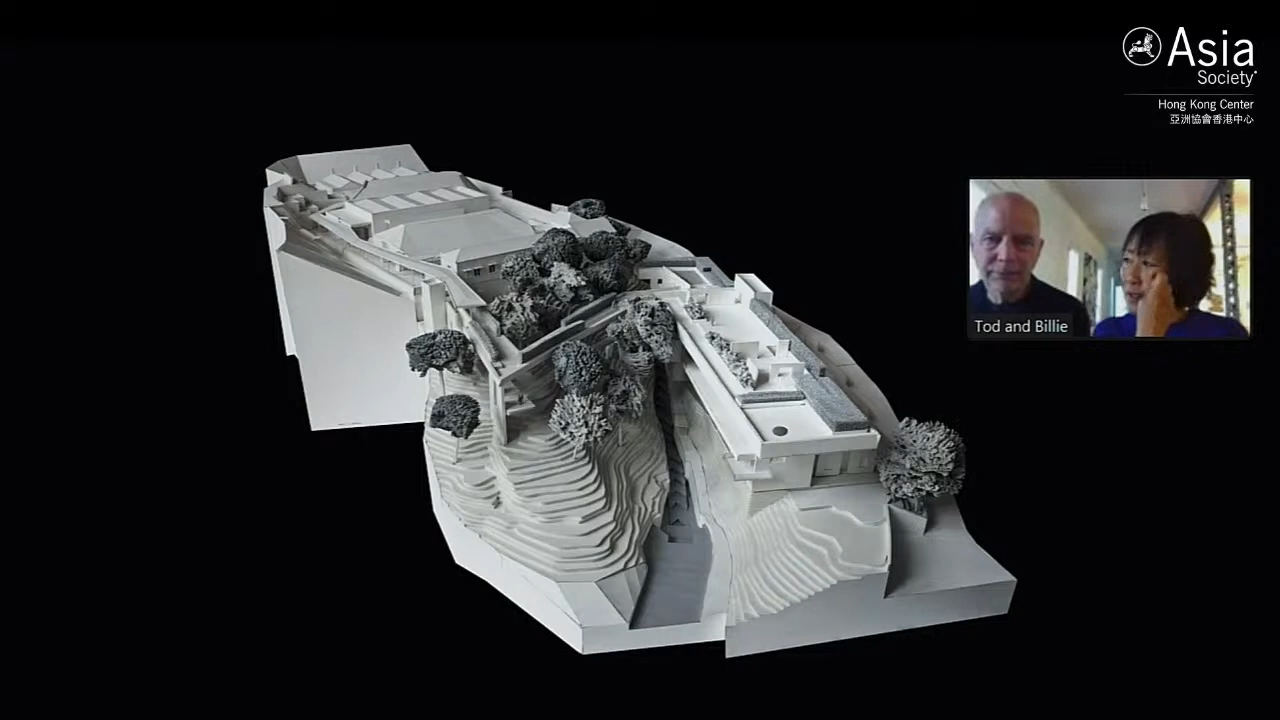 Asia
Society
Hong Kong Center
亞洲協會香港中心
Tod and Billie